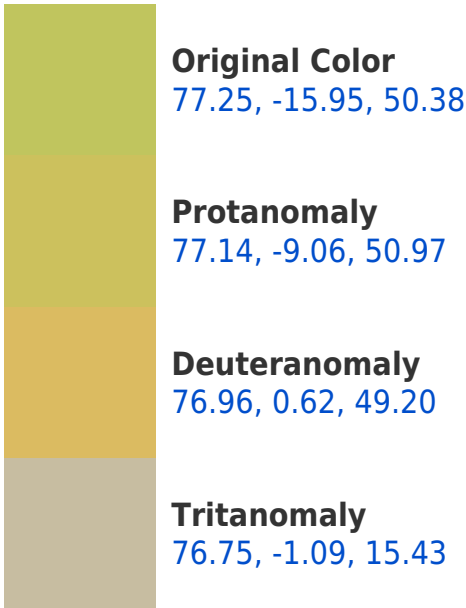 Original Color
77.25, -15.95, 50.38
Protanomaly
77.14, -9.06, 50.97
Deuteranomaly
76.96, 0.62, 49.20
Tritanomaly
76.75, -1.09, 15.43